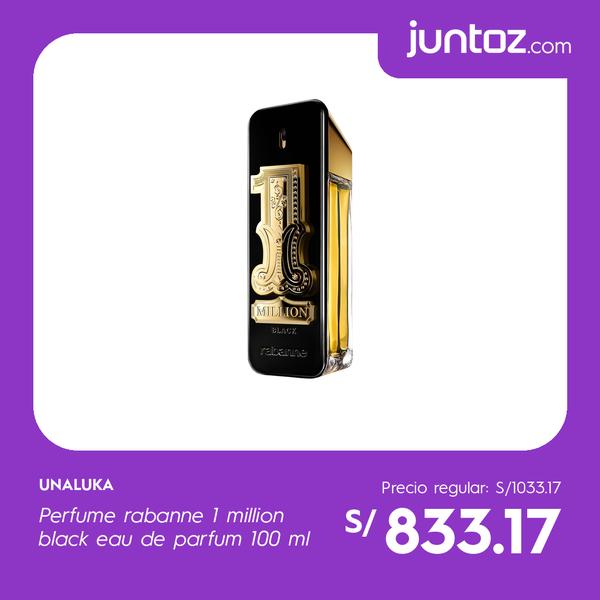 juntoz.com
1
MILLION
BLACK
rabanne
UNALUKA
Perfume rabanne 1 million
black eau de parfum 100 ml
Precio regular: S/1033.17
S/ 833.17